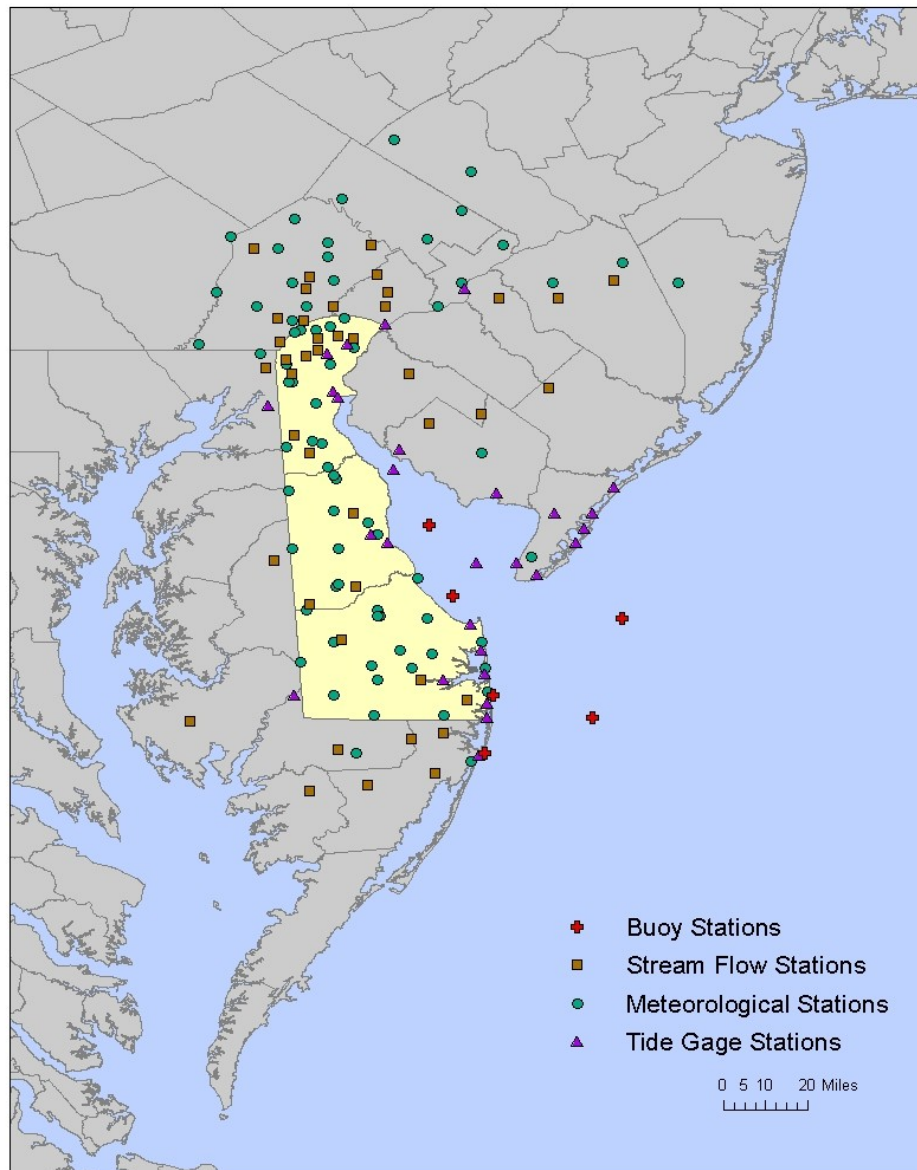 Buoy Stations
Stream Flow Stations
Meteorological Stations
Tide Gage Stations
0 5 10 20 Miles